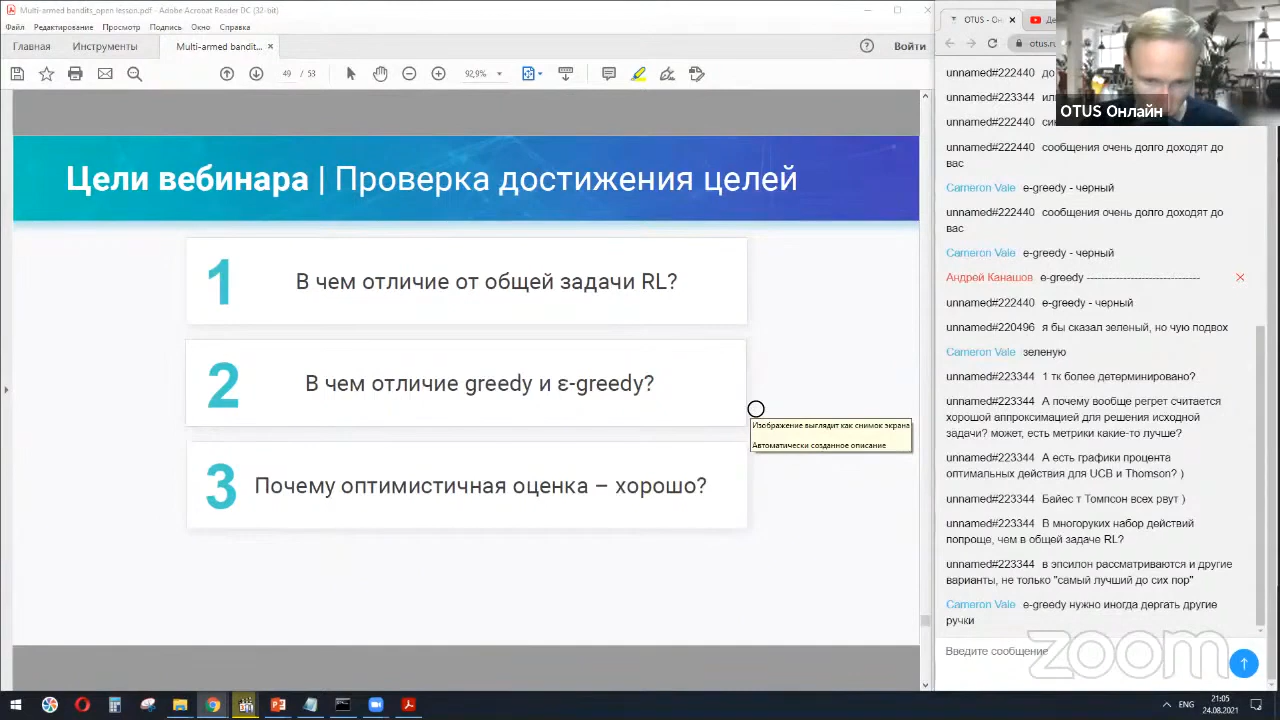 Multi-armed bandits_open lesson.pdf - Adobe Acrobat Reader DC (32-bit)
Файл Редактирование Просмотр Подпись Окно Справка
Главная Инструменты Multi-armed bandit... × Войти
49 / 53 92,9%
Цели вебинара | Проверка достижения целей
1 В чем отличие от общей задачи RL?
2 В чем отличие greedy и ε-greedy?
Изображение выглядит как снимок экрана
Автоматически созданное описание
3 Почему оптимистичная оценка – хорошо?
OTUS
otus.ru
OTUS Онлайн
unnamed#222440 до
unnamed#223344
unnamed#222440
unnamed#222440 сообщения очень долго доходят до
вас
Cameron Vale e-greedy - черный
unnamed#222440 сообщения очень долго доходят до
вас
Cameron Vale e-greedy - черный
Андрей Канашов e-greedy --------------------------------
unnamed#222440 e-greedy - черный
unnamed#220496 я бы сказал зеленый, но чую подвох
Cameron Vale зеленую
unnamed#223344 1 тк более детерминировано?
unnamed#223344 А почему вообще регрет считается
хорошой аппроксимацией для решения исходной
задачи? может, есть метрики какие-то лучше?
unnamed#223344 А есть графики процента
оптимальных действия для UCB и Thomson? )
unnamed#223344 Байес т Томпсон всех рвут )
unnamed#223344 В многоруких набор действий
попроще, чем в общей задаче RL?
unnamed#223344 в эпсилон рассматриваются и другие
варианты, не только "самый лучший до сих пор"
Cameron Vale e-greedy нужно иногда дергать другие
ручки
Введите сообщение
zoom
ENG
21:05
24.08.2021